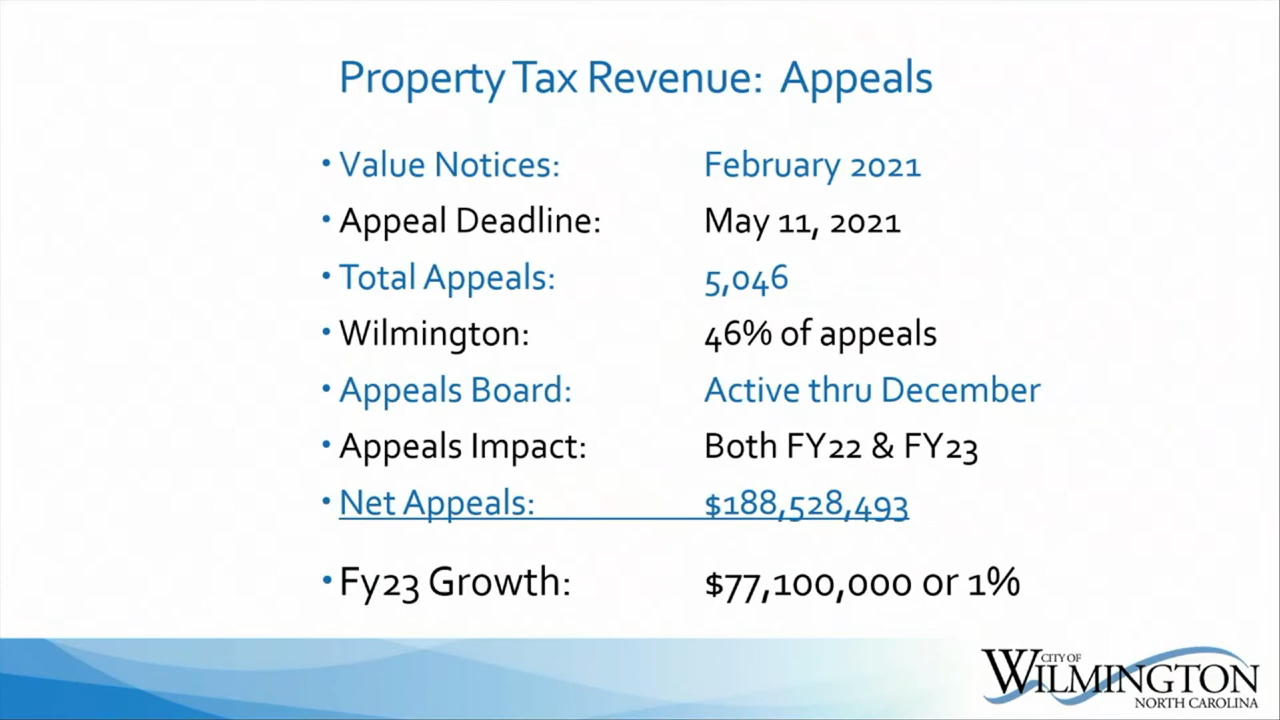 Property Tax Revenue: Appeals
• Value Notices: February 2021
• Appeal Deadline: May 11, 2021
• Total Appeals: 5,046
• Wilmington: 46% of appeals
• Appeals Board: Active thru December
• Appeals Impact: Both FY22 & FY23
• Net Appeals: $188,528,493
• Fy23 Growth: $77,100,000 or 1%
CITY OF
WILMINGTON
NORTH CAROLINA